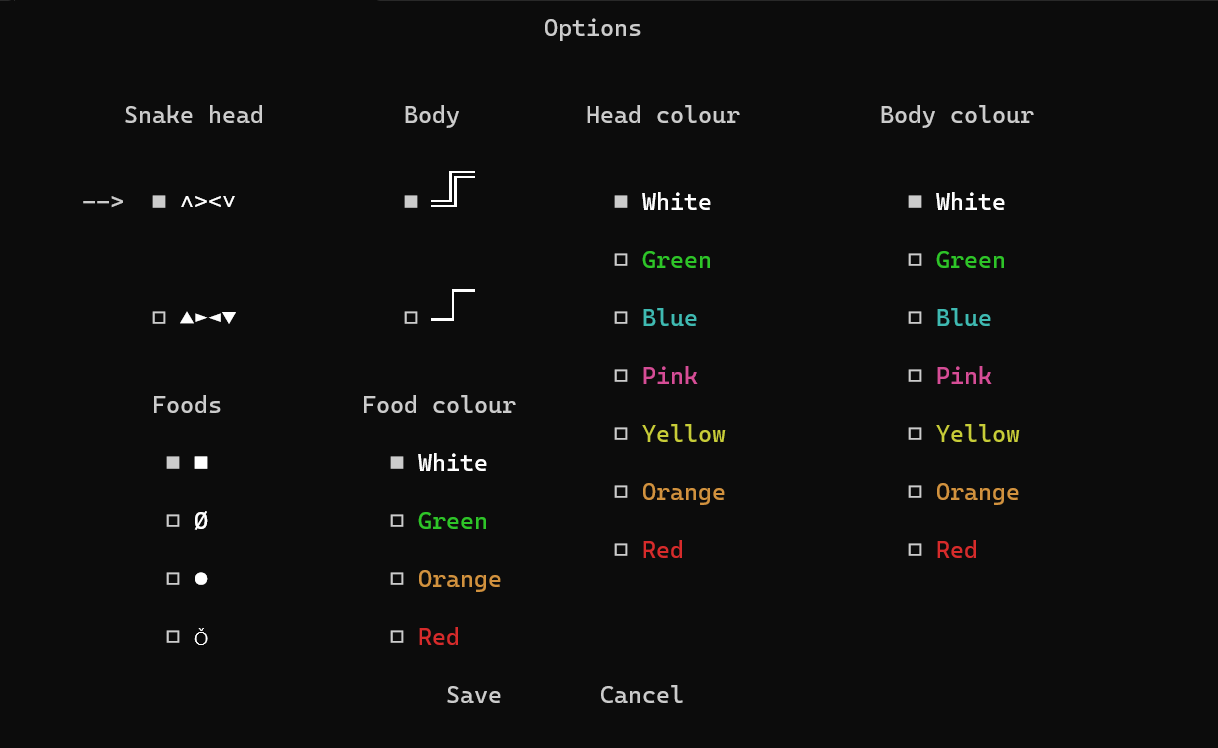 Options
Snake head Body Head colour Body colour
--> ■ ^><v ■ ■ White ■ White
□ Green □ Green
□ ▲►◄▼ □ □ Blue □ Blue
□ Pink □ Pink
Foods Food colour
□ Yellow □ Yellow
■ ■ ■ White
□ Orange □ Orange
□ Ø □ Green
□ Red □ Red
□ ● □ Orange
□ ǒ □ Red
Save Cancel